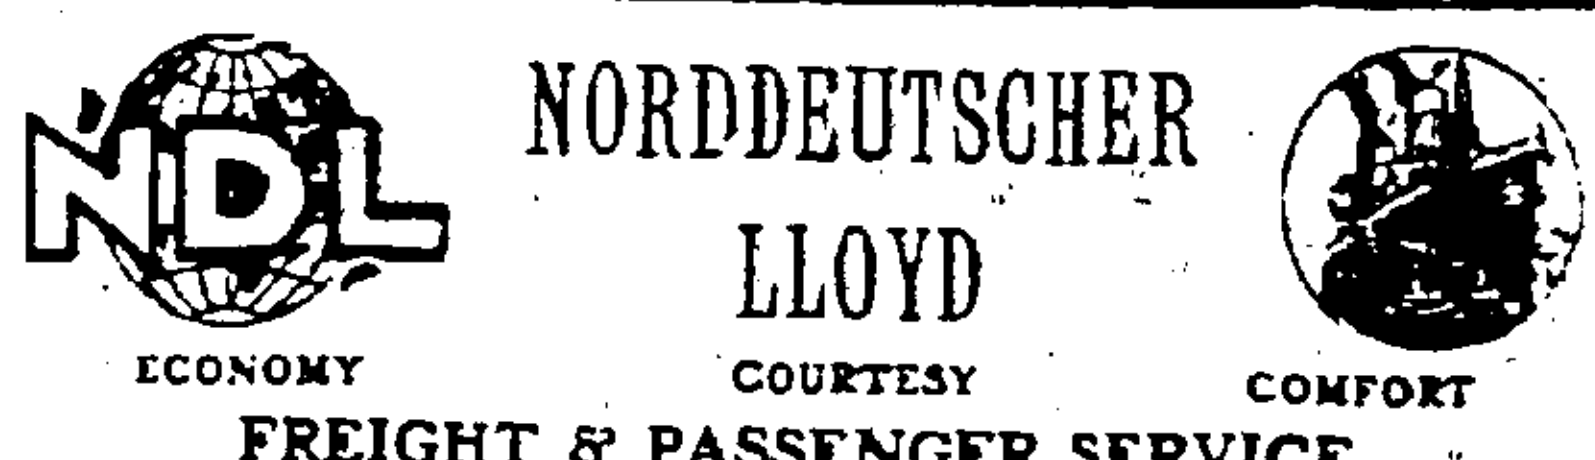 NDL
NORDDEUTSCHER
LLOYD
ECONOMY
COURTESY
COMFORT
FREIGHT & PASSENGER SERVICE